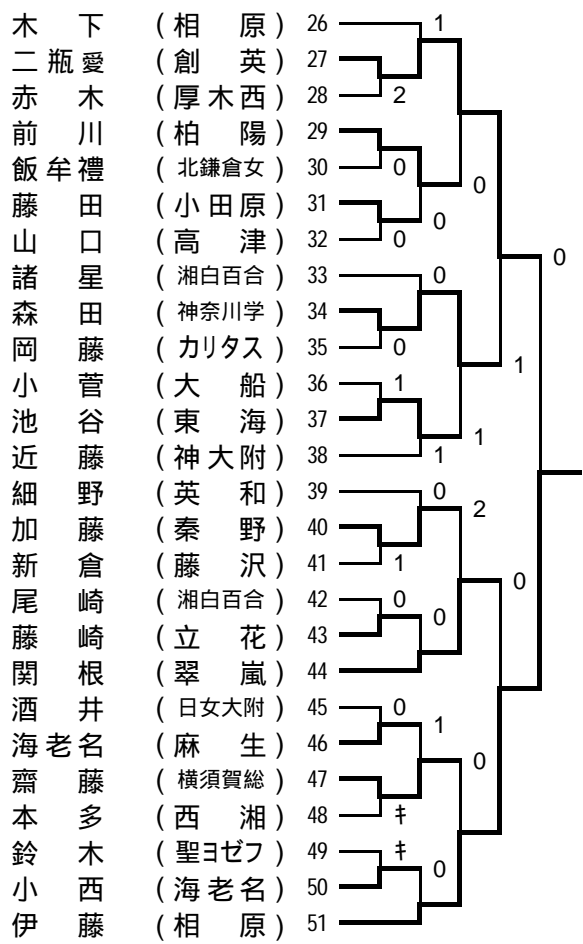 木下 (相原) 26
二瓶愛 (創英) 27
赤木 (厚木西) 28
前川 (柏陽) 29
飯牟禮 (北鎌倉女) 30
藤田 (小田原) 31
山口 (高津) 32
諸星 (湘白百合) 33
森田 (神奈川学) 34
岡藤 (カリタス) 35
小菅 (大船) 36
池谷 (東海) 37
近藤 (神大附) 38
細野 (英和) 39
加藤 (秦野) 40
新倉 (藤沢) 41
尾崎 (湘白百合) 42
藤崎 (立花) 43
関根 (翠嵐) 44
酒井 (日女大附) 45
海老名 (麻生) 46
齋藤 (横須賀総) 47
本多 (西湘) 48
鈴木 (聖ヨゼフ) 49
小西 (海老名) 50
伊藤 (相原) 51
1
2
0
0
0
0
0
0
0
1
1
1
1
0
2
1
0
0
0
0
1
0
キ
キ
0